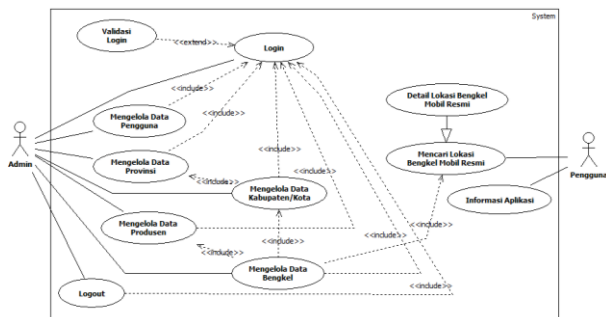 System
Validasi
Login
<<extend>>
Login
<<include>>
Mengelola Data
Pengguna
<<include>>
Mengelola Data
Provinsi
<<include>>
<<include>>
<<include>>
Mengelola Data
Kabupaten/Kota
Mengelola Data
Produsen
<<include>>
<<include>>
<<include>>
<<include>>
Mengelola Data
Bengkel
<<include>>
Logout
Admin
Detail Lokasi Bengkel
Mobil Resmi
Mencari Lokasi
Bengkel Mobil Resmi
Informasi Aplikasi
Pengguna